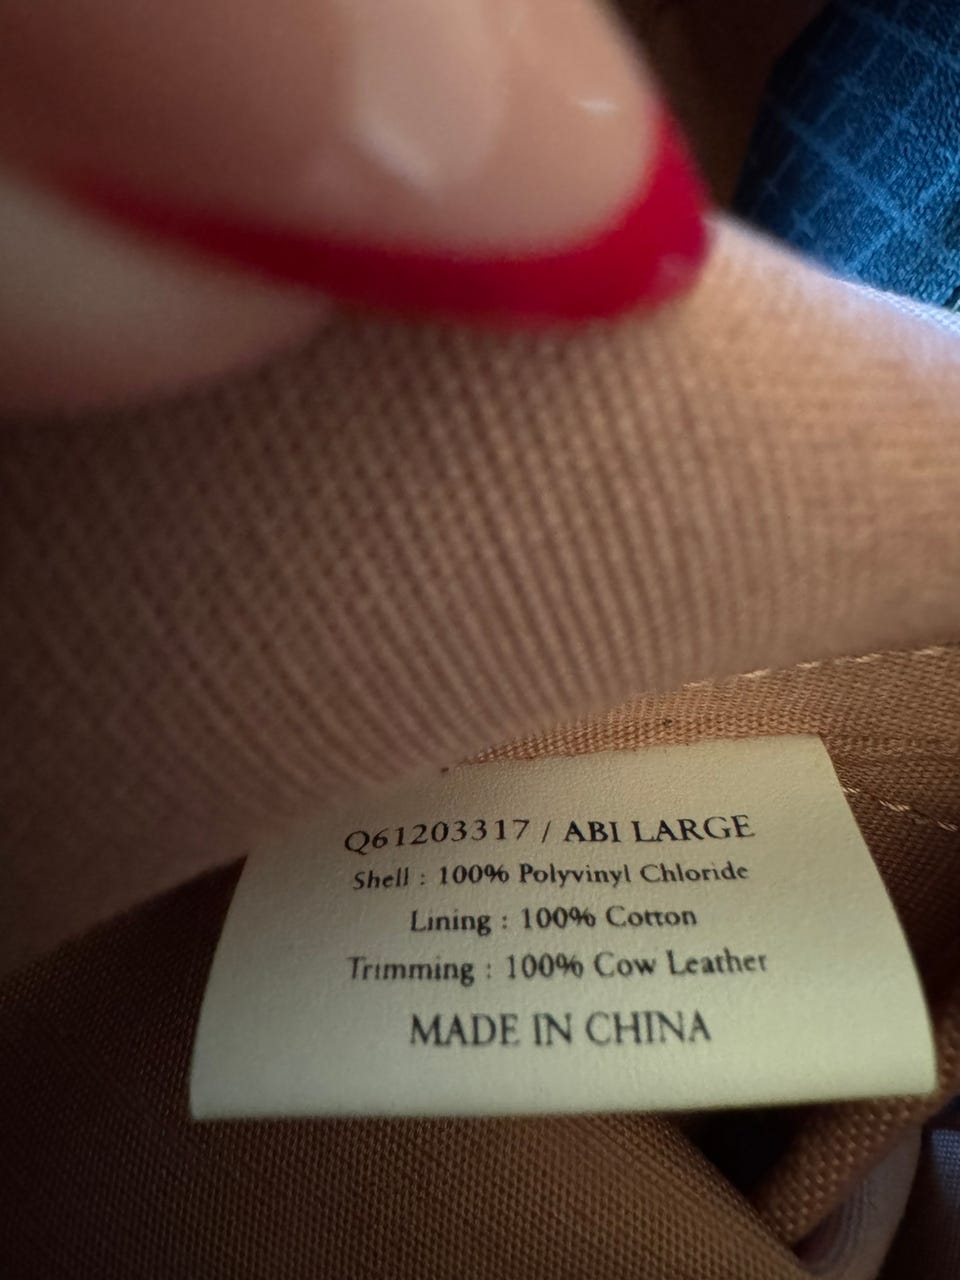 Q61203317 / ABI LARGE
Shell : 100% Polyvinyl Chloride
Lining : 100% Cotton
Trimming : 100% Cow Leather
MADE IN CHINA